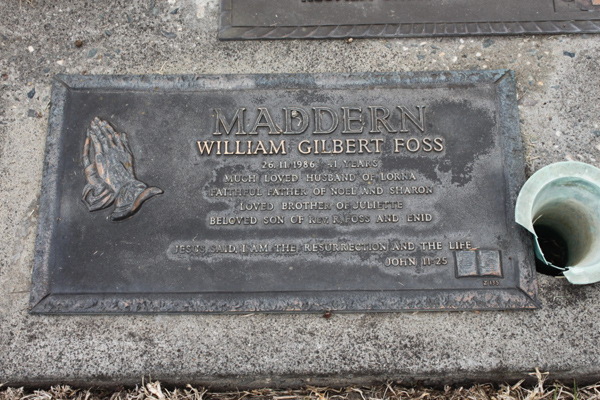 MADDERN
WILLIAM GILBERT FOSS
26.11.1986 41 YEARS
MUCH LOVED HUSBAND OF LORNA
FAITHFUL FATHER OF NOEL AND SHARON
LOVED BROTHER OF JULIETTE
BELOVED SON OF REV R. FOSS AND ENID
JESUS SAID, I AM THE RESURRECTION AND THE LIFE
JOHN 11:25